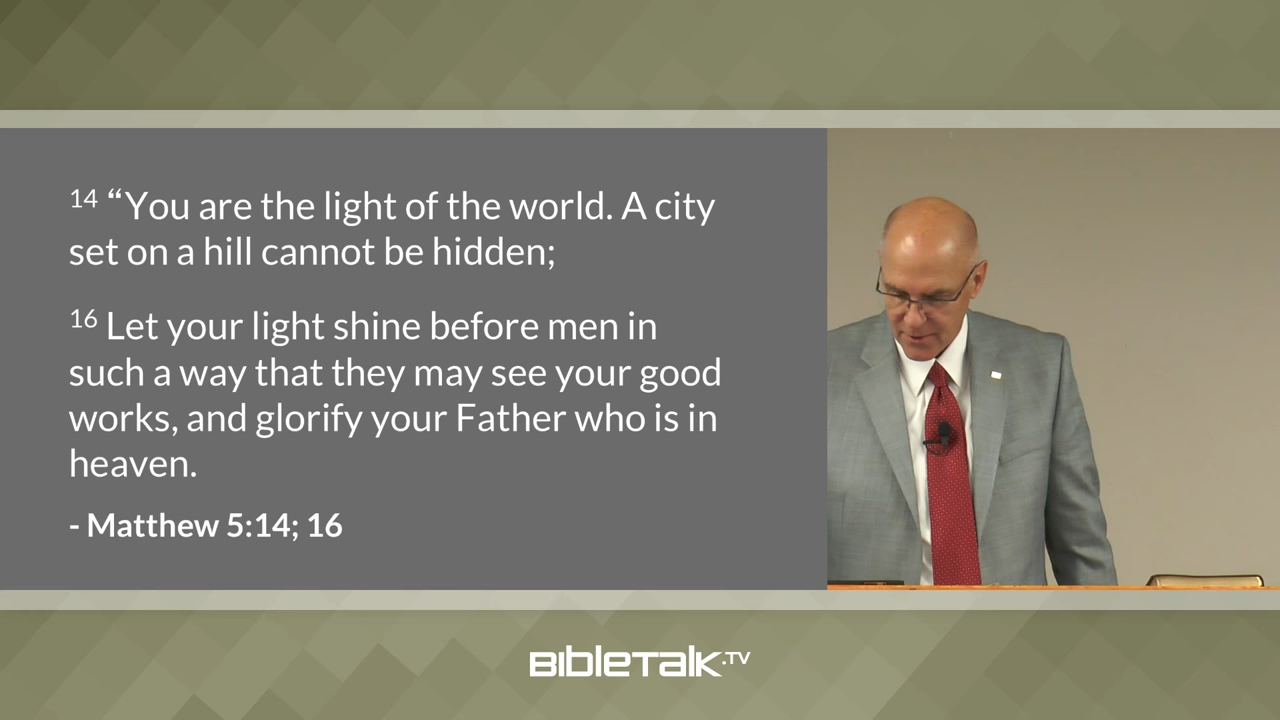 14 “You are the light of the world. A city
set on a hill cannot be hidden;
16 Let your light shine before men in
such a way that they may see your good
works, and glorify your Father who is in
heaven.
- Matthew 5:14; 16
BibleTalk.TV